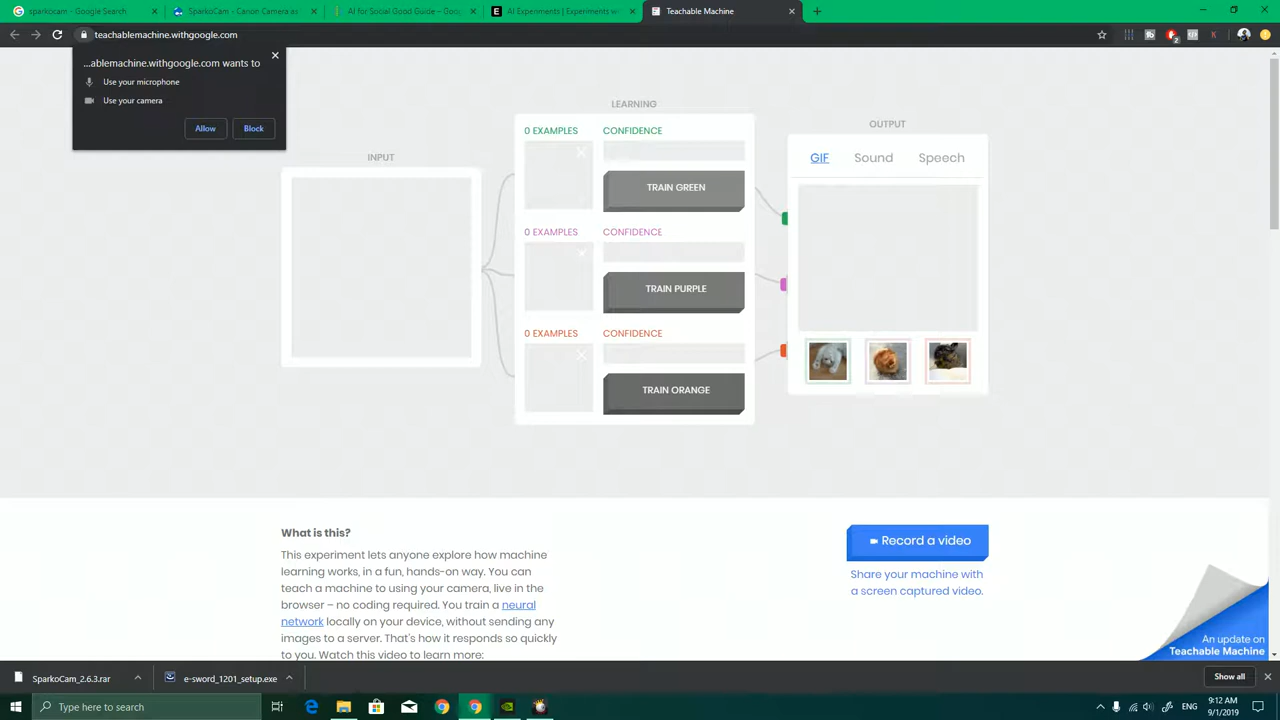 sparkocam - Google Search
SparkoCam - Canon Camera as
AI for Social Good Guide – Goo
AI Experiments | Experiments wi
Teachable Machine
teachablemachine.withgoogle.com
...ablemachine.withgoogle.com wants to
Use your microphone
Use your camera
Allow
Block
INPUT
LEARNING
0 EXAMPLES
CONFIDENCE
TRAIN GREEN
0 EXAMPLES
CONFIDENCE
TRAIN PURPLE
0 EXAMPLES
CONFIDENCE
TRAIN ORANGE
OUTPUT
GIF
Sound
Speech
What is this?
This experiment lets anyone explore how machine
learning works, in a fun, hands-on way. You can
teach a machine to using your camera, live in the
browser – no coding required. You train a neural
network locally on your device, without sending any
images to a server. That's how it responds so quickly
to you. Watch this video to learn more:
Record a video
Share your machine with
a screen captured video.
An update on
Teachable Machine
SparkoCam_2.6.3.rar
e-sword_1201_setup.exe
Show all
Type here to search
ENG
9:12 AM
9/1/2019